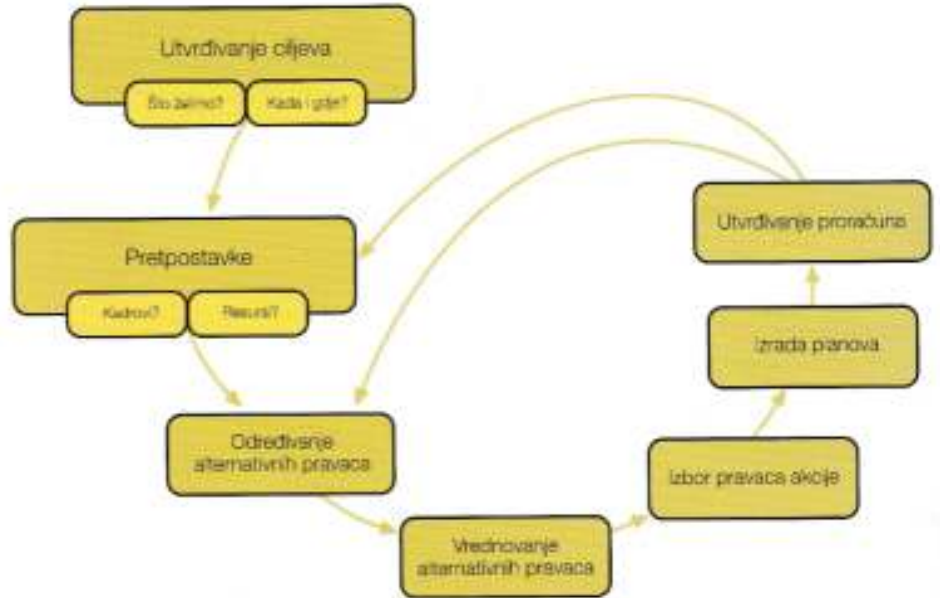 Utvrđivanje ciljeva
Što želimo?
Kada i gdje?
Pretpostavke
Kadrovi?
Resursi?
Određivanje
alternativnih pravaca
Vrednovanje
alternativnih pravaca
Izbor pravaca akcije
Izrada planova
Utvrđivanje proračuna